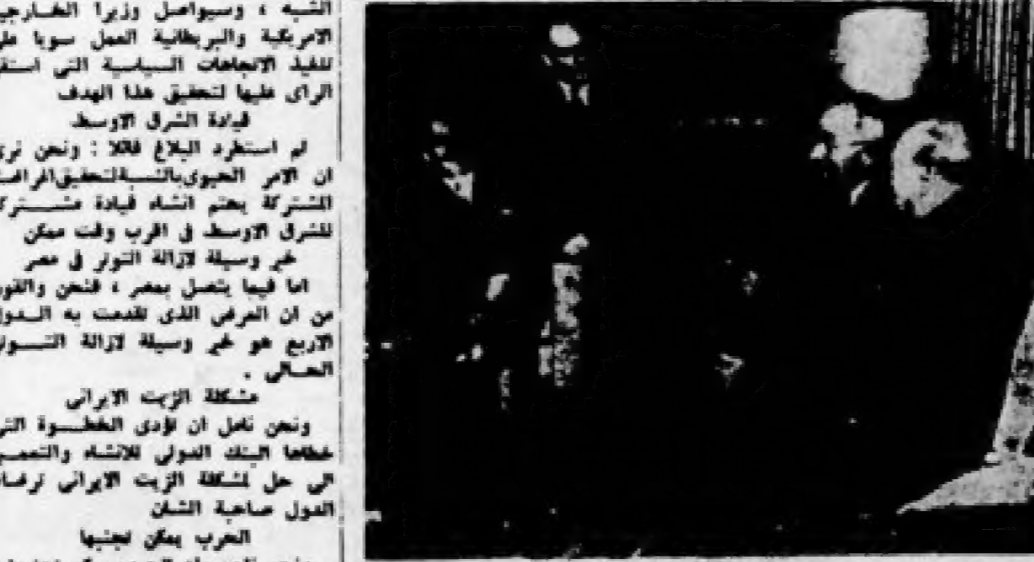 الشبه ، وسيواصل وزيرا الخارجية
الامريكية والبريطانية العمل سويا على
تنفيذ الاتجاهات السياسية التى استقر
الراى عليها لتحقيق هذا الهدف
قيادة الشرق الاوسط
ثم استطرد البلاغ قائلا : ونحن نرى
ان الامر الحيوى بالنسبة لتحقيق
المشتركة يحتم انشاء قيادة مشتركة
للشرق الاوسط فى اقرب وقت ممكن
خير وسيلة لازالة التوتر فى مصر
اما فيما يتصل بمصر ، فنحن واثقون
من ان العرض الذى تقدمت به الدول
الاربع هو خير وسيلة لازالة التوتر
الحالى .
مشكلة الزيت الايرانى
ونحن نامل ان تؤدى الخطوة التى
خطاها البنك الدولى للانشاء والتعمير
الى حل لمشكلة الزيت الايرانى ترضاه
الدول صاحبة الشان
الحرب يمكن تجنبها